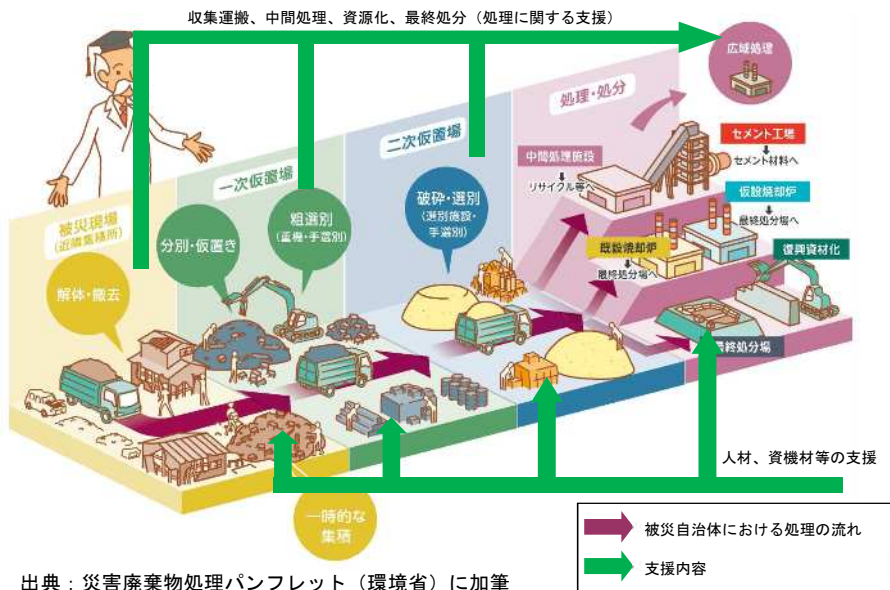 収集運搬、中間処理、資源化、最終処分（処理に関する支援）
広域処理
処理・処分
セメント工場
セメント材料へ
中間処理施設
リサイクル等へ
仮設焼却炉
最終処分場へ
既設焼却炉
最終処分場へ
復興資材化
最終処分場
二次仮置場
破砕・選別
（選別施設・
手選別）
一次仮置場
粗選別
（重機・手選別）
分別・仮置き
被災現場
（近隣集積所）
解体・撤去
一時的な
集積
人材、資機材等の支援
被災自治体における処理の流れ
支援内容
出典：災害廃棄物処理パンフレット（環境省）に加筆